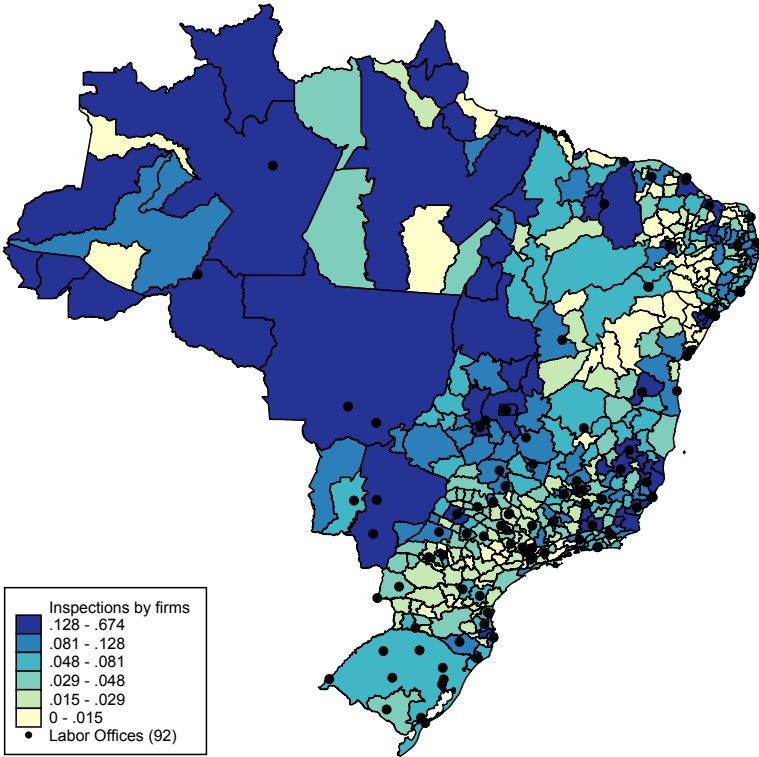 Inspections by firms
.128 - .674
.081 - .128
.048 - .081
.029 - .048
.015 - .029
0 - .015
Labor Offices (92)